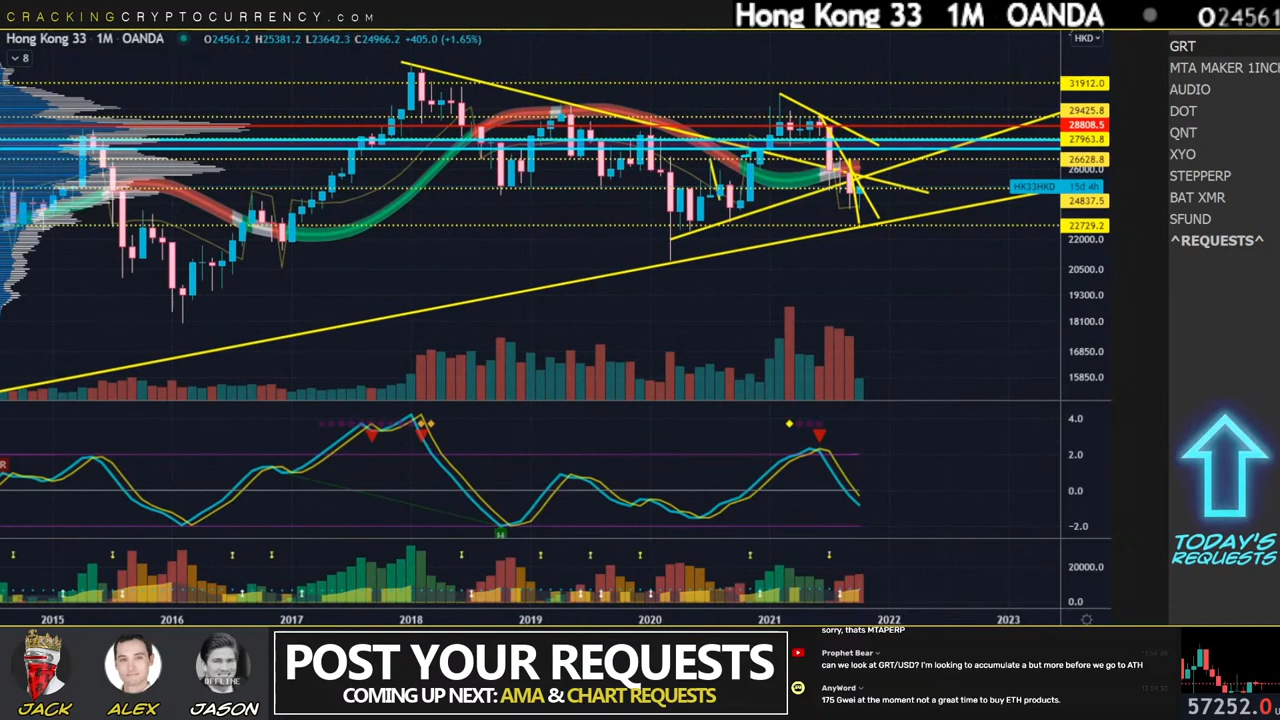 CRACKINGCRYPTOCURRENCY.com
Hong Kong 33 1M OANDA O24561
Hong Kong 33 · 1M · OANDA O24561.2 H25381.2 L23642.3 C24966.2 +405.0 (+1.65%)
HKD
8
31912.0
29425.8
28808.5
27963.8
26628.8
26000.0
HK33HKD 15d 4h
24837.5
22729.2
22000.0
20500.0
19300.0
18100.0
16850.0
15850.0
4.0
2.0
0.0
-2.0
R
H
20000.0
0.0
2015 2016 2017 2018 2019 2020 2021 2022 2023
GRT
MTA MAKER 1INCH
AUDIO
DOT
QNT
XYO
STEPPERP
BAT XMR
SFUND
^REQUESTS^
TODAY'S
REQUESTS
JACK
ALEX
OFFLINE
JASON
POST YOUR REQUESTS
COMING UP NEXT: AMA & CHART REQUESTS
sorry, thats MTAPERP
Prophet Bear
can we look at GRT/USD? I'm looking to accumulate a but more before we go to ATH
AnyWord
175 Gwei at the moment not a great time to buy ETH products.
57252.0